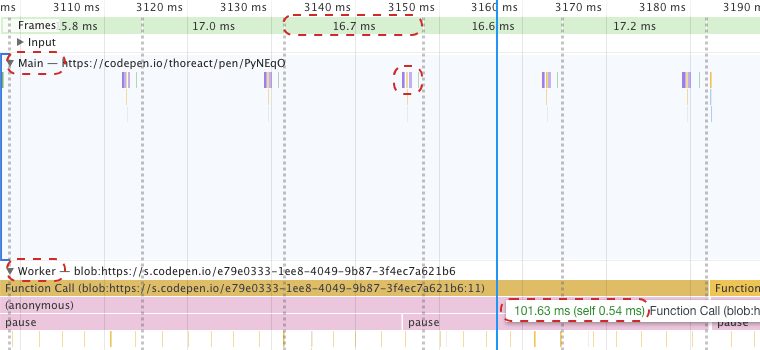 ms 3110 ms 3120 ms 3130 ms 3140 ms 3150 ms 3160 ms 3170 ms 3180 ms 3190 m
Frames 5.8 ms 17.0 ms 16.7 ms 16.6 ms 17.2 ms
Input
Main — https://codepen.io/thoreact/pen/PyNEqQ
Worker — blob:https://s.codepen.io/e79e0333-1ee8-4049-9b87-3f4ec7a621b6
Function Call (blob:https://s.codepen.io/e79e0333-1ee8-4049-9b87-3f4ec7a621b6:11) Function
(anonymous)
101.63 ms (self 0.54 ms) Function Call (blob:h
pause pause pause